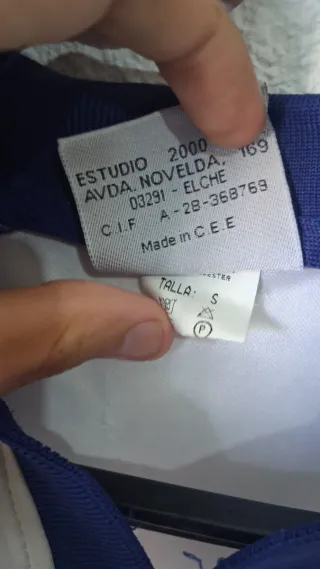 ESTUDIO 2000
AVDA. NOVELDA, 169
03291 - ELCHE
C.I.F A-28-368769
Made in C.E.E
TALLA: S
P